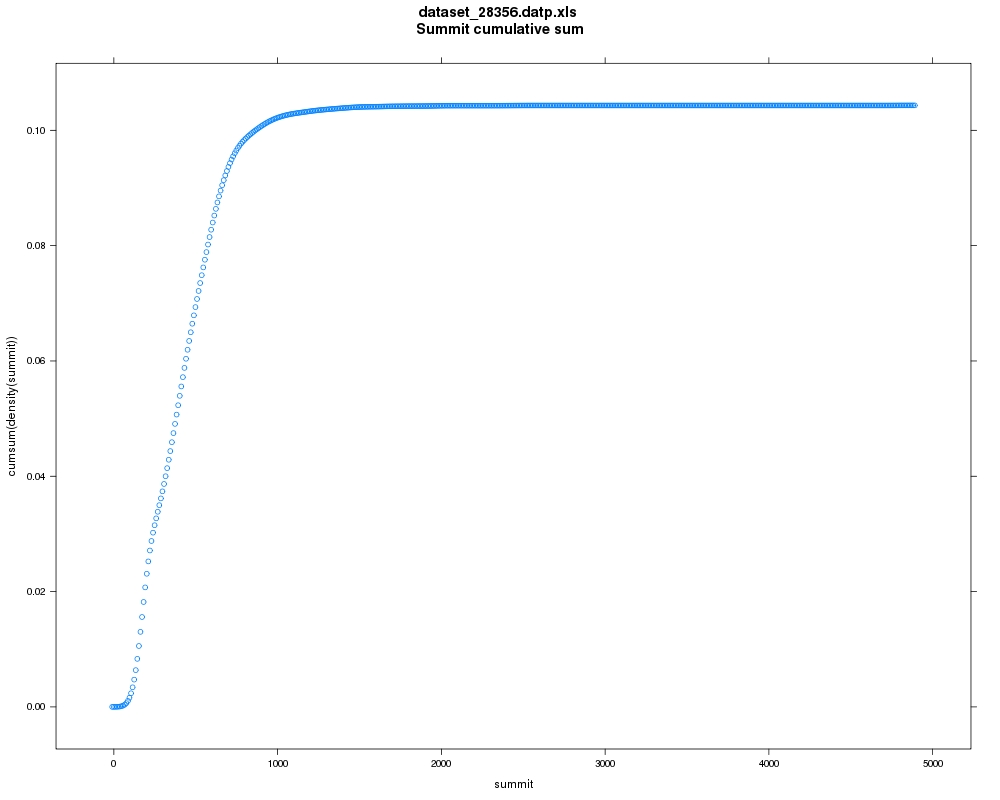 dataset_28356.datp.xls
Summit cumulative sum
0.10
0.08
0.06
0.04
0.02
0.00
cumsum(density(summit))
0 1000 2000 3000 4000 5000
summit